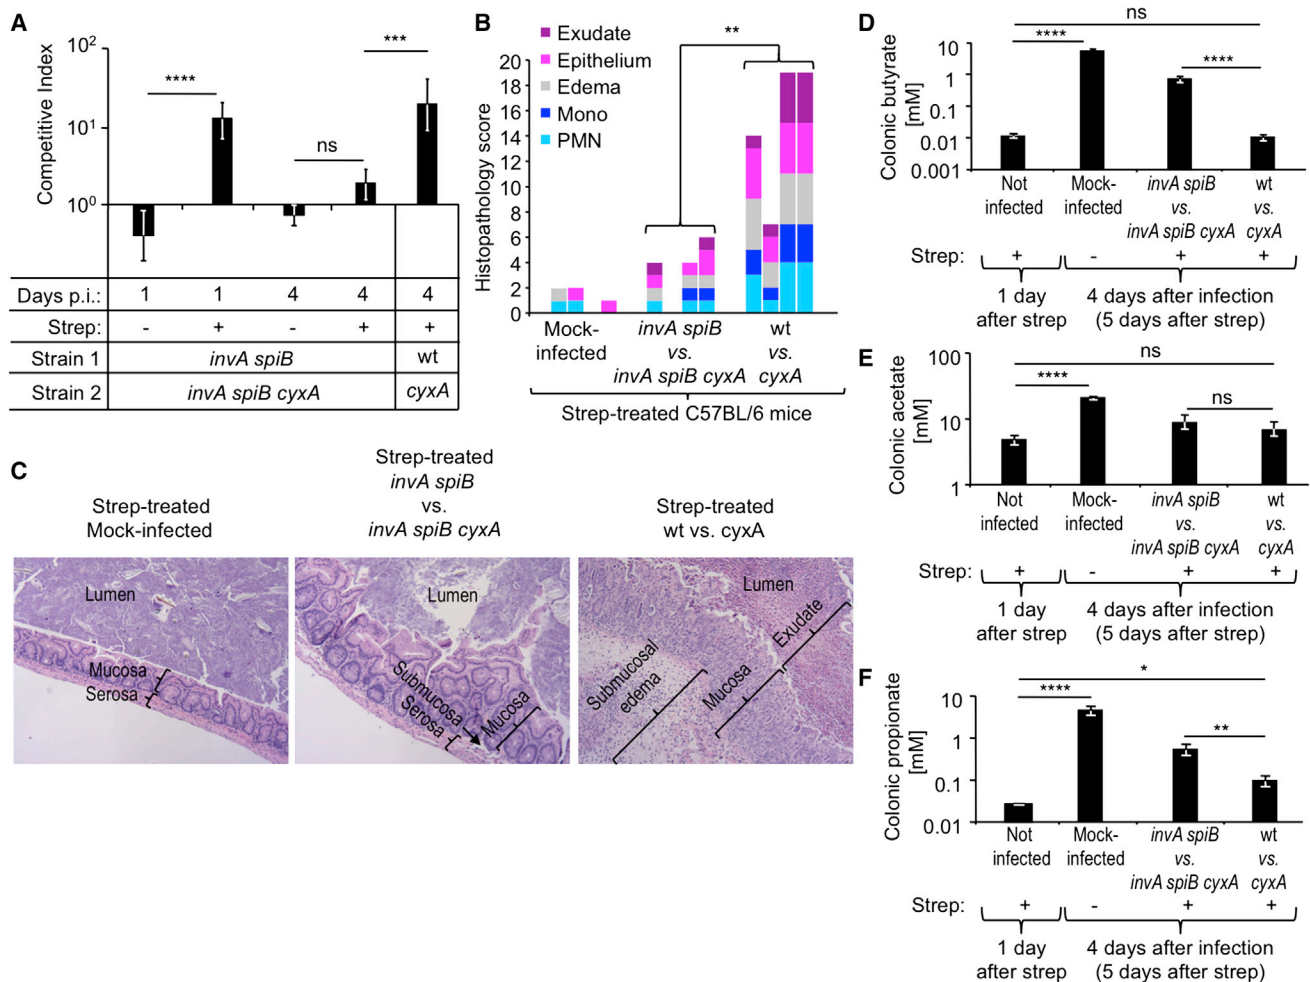 A
Competitive Index
10²
10¹
10⁰
****
ns
***
Days p.i.: 1 1 4 4 4
Strep: - + - + +
Strain 1 invA spiB wt
Strain 2 invA spiB cyxA cyxA
B
Histopathology score
20
18
16
14
12
10
8
6
4
2
0
Exudate
Epithelium
Edema
Mono
PMN
**
Mock-infected
invA spiB
vs.
invA spiB cyxA
wt
vs.
cyxA
Strep-treated C57BL/6 mice
C
Strep-treated
Mock-infected
Strep-treated
invA spiB
vs.
invA spiB cyxA
Strep-treated
wt vs. cyxA
Lumen
Mucosa
Serosa
Lumen
Submucosa
Serosa
Mucosa
Lumen
Exudate
Mucosa
Submucosal
edema
D
Colonic butyrate
[mM]
10
1
0.1
0.01
0.001
ns
****
****
Not
infected
Mock-
infected
invA spiB
vs.
invA spiB cyxA
wt
vs.
cyxA
Strep: + - + +
1 day
after strep
4 days after infection
(5 days after strep)
E
Colonic acetate
[mM]
100
10
1
ns
****
ns
Not
infected
Mock-
infected
invA spiB
vs.
invA spiB cyxA
wt
vs.
cyxA
Strep: + - + +
1 day
after strep
4 days after infection
(5 days after strep)
F
Colonic propionate
[mM]
10
1
0.1
0.01
*
****
**
Not
infected
Mock-
infected
invA spiB
vs.
invA spiB cyxA
wt
vs.
cyxA
Strep: + - + +
1 day
after strep
4 days after infection
(5 days after strep)